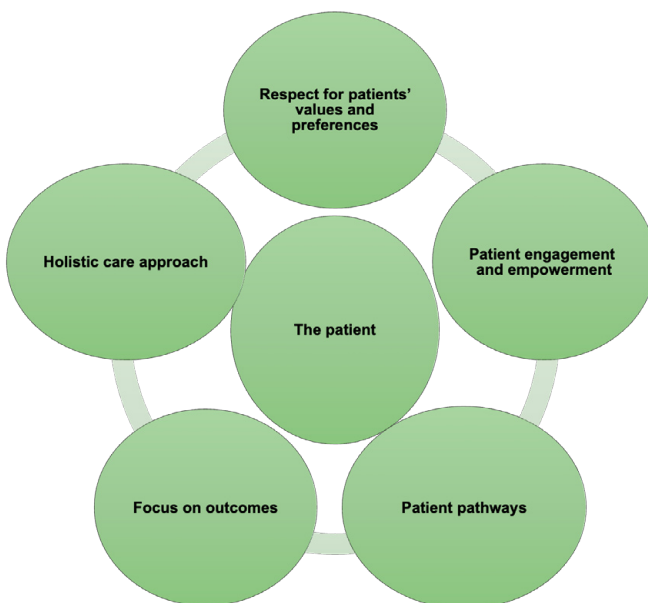 Respect for patients’
values and
preferences
Patient engagement
and empowerment
Holistic care approach
The patient
Focus on outcomes
Patient pathways